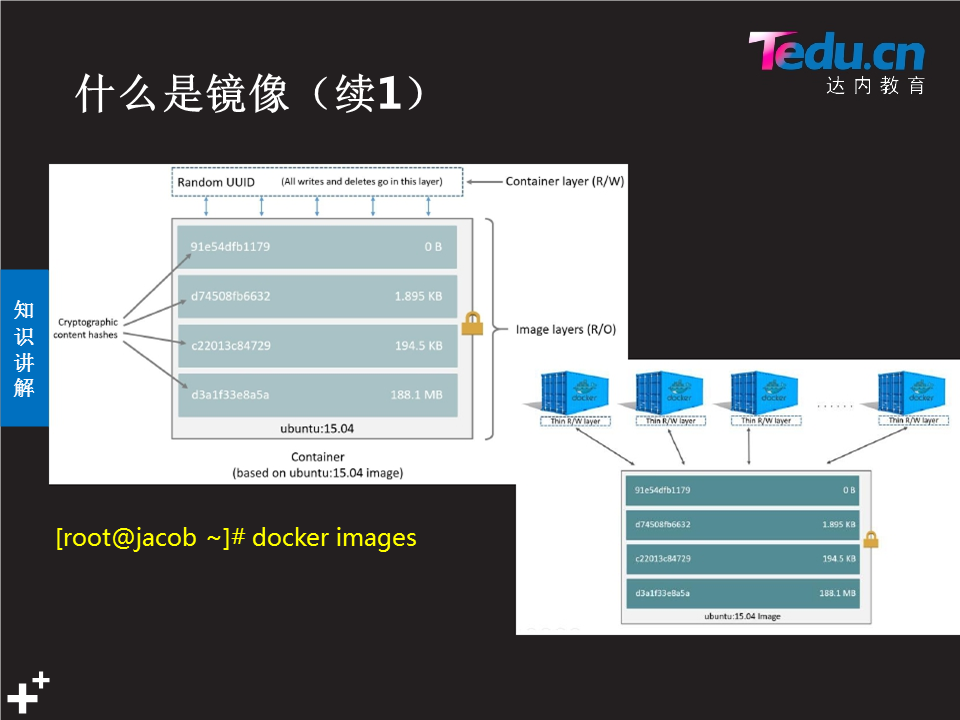 Tedu.cn
达内教育
什么是镜像（续1）
知
识
讲
解
Random UUID (All writes and deletes go in this layer)
Container layer (R/W)
91e54dfb1179 0 B
d74508fb6632 1.895 KB
c22013c84729 194.5 KB
d3a1f33e8a5a 188.1 MB
ubuntu:15.04
Cryptographic
content hashes
Image layers (R/O)
Container
(based on ubuntu:15.04 image)
docker docker docker ...... docker
Thin R/W layer Thin R/W layer Thin R/W layer Thin R/W layer
91e54dfb1179 0 B
d74508fb6632 1.895 KB
c22013c84729 194.5 KB
d3a1f33e8a5a 188.1 MB
ubuntu:15.04 Image
[root@jacob ~]# docker images